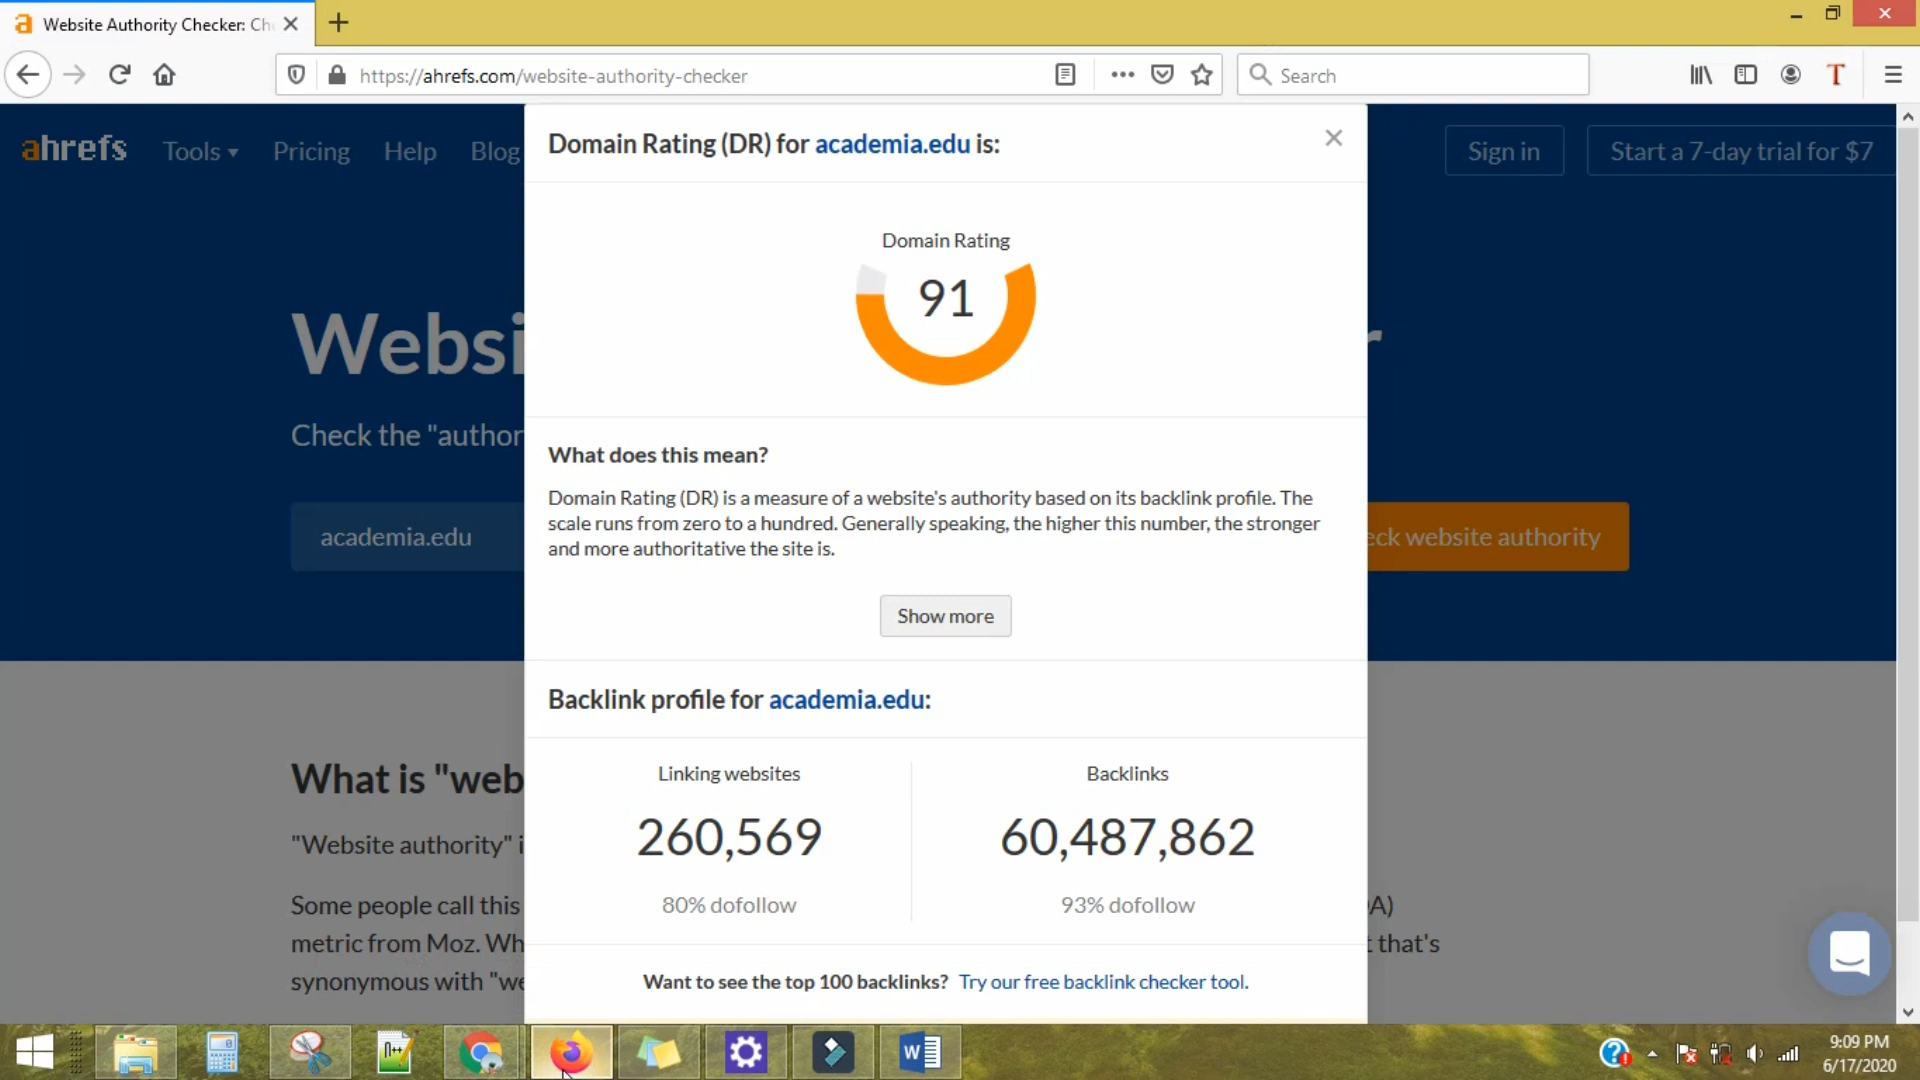 Website Authority Checker: Ch
https://ahrefs.com/website-authority-checker
Search
ahrefs
Tools
Pricing
Help
Blog
Sign in
Start a 7-day trial for $7
Domain Rating (DR) for academia.edu is:
Domain Rating
91
Websi
r
Check the "author
What does this mean?
Domain Rating (DR) is a measure of a website's authority based on its backlink profile. The
scale runs from zero to a hundred. Generally speaking, the higher this number, the stronger
and more authoritative the site is.
academia.edu
eck website authority
Show more
Backlink profile for academia.edu:
What is "web
Linking websites
260,569
80% dofollow
Backlinks
60,487,862
93% dofollow
"Website authority" i
Some people call this
A)
metric from Moz. Wh
t that's
synonymous with "we
Want to see the top 100 backlinks? Try our free backlink checker tool.
9:09 PM
6/17/2020